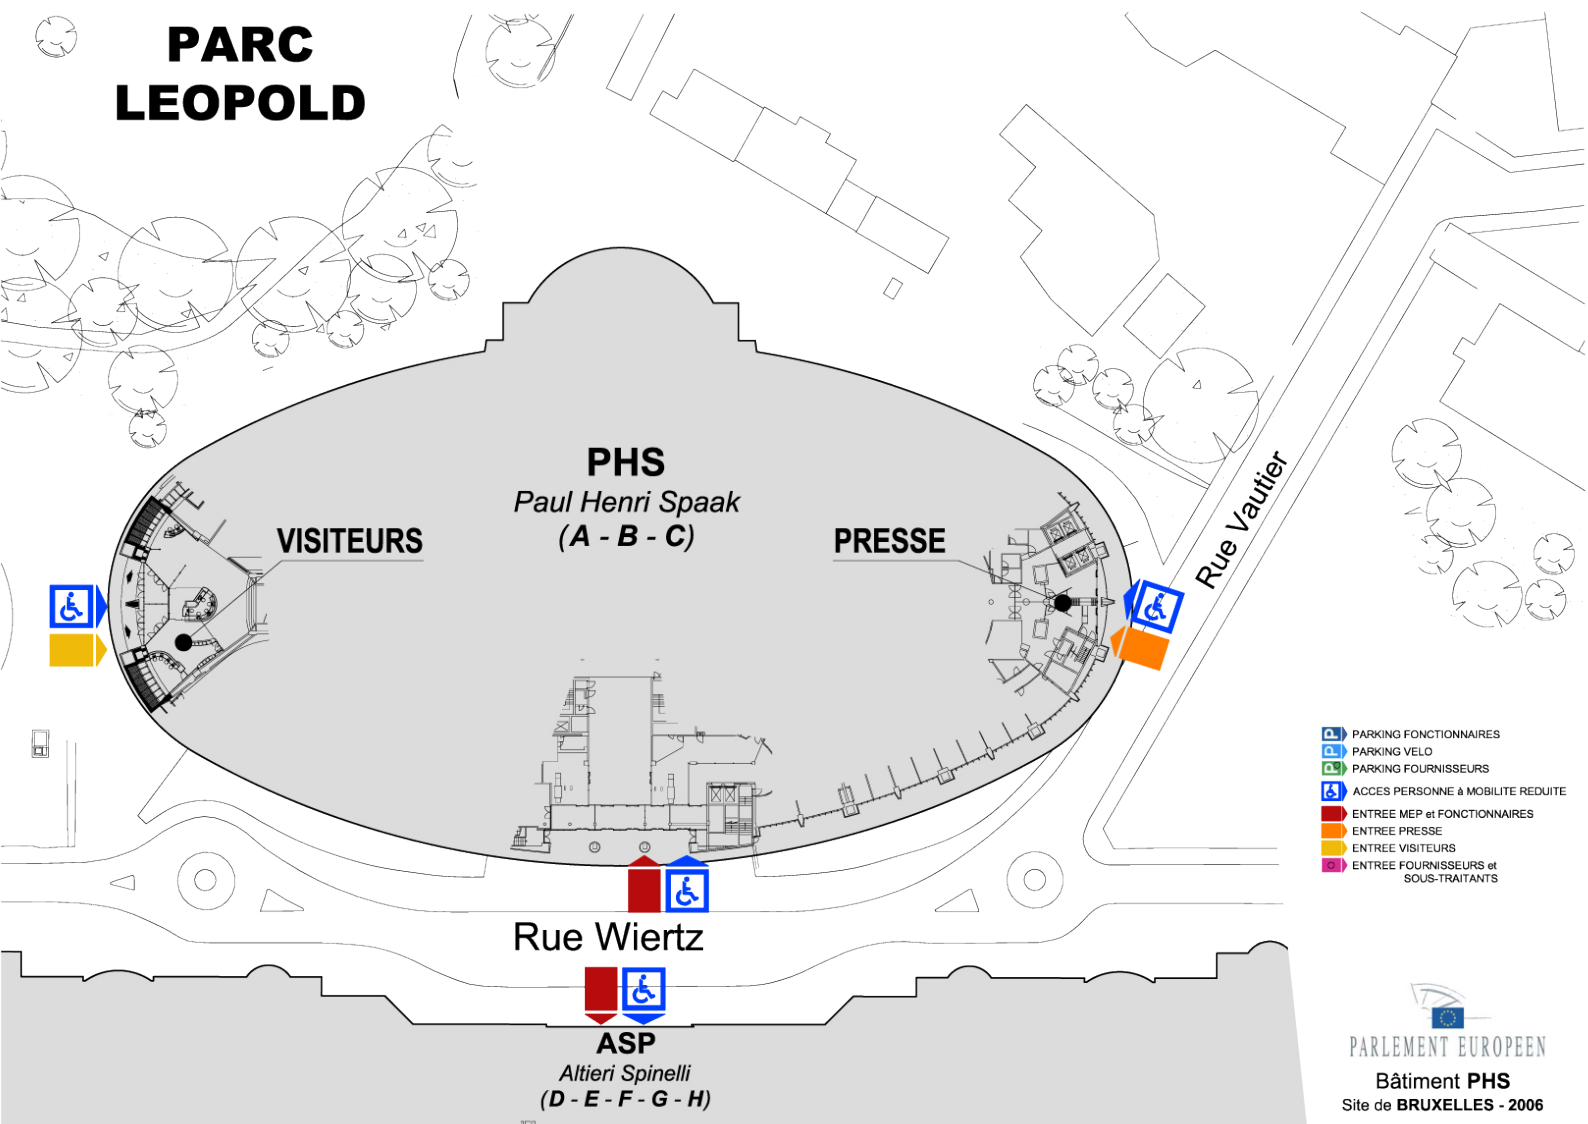 PARC
LEOPOLD
PHS
Paul Henri Spaak
(A - B - C)
VISITEURS
PRESSE
Rue Vautier
P PARKING FONCTIONNAIRES
P PARKING VELO
P PARKING FOURNISSEURS
ACCES PERSONNE à MOBILITE REDUITE
ENTREE MEP et FONCTIONNAIRES
ENTREE PRESSE
ENTREE VISITEURS
ENTREE FOURNISSEURS et
SOUS-TRAITANTS
Rue Wiertz
ASP
Altieri Spinelli
(D - E - F - G - H)
PARLEMENT EUROPEEN
Bâtiment PHS
Site de BRUXELLES - 2006